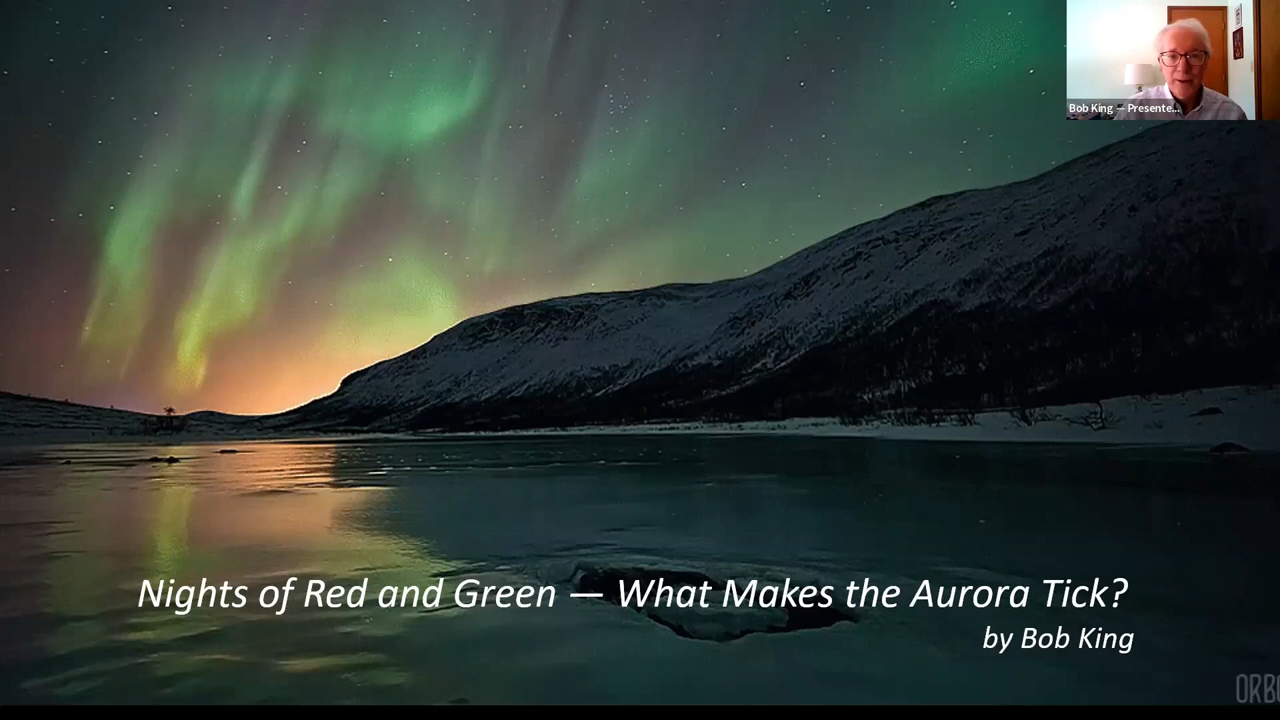 Bob King — Presente...
Nights of Red and Green — What Makes the Aurora Tick?
by Bob King